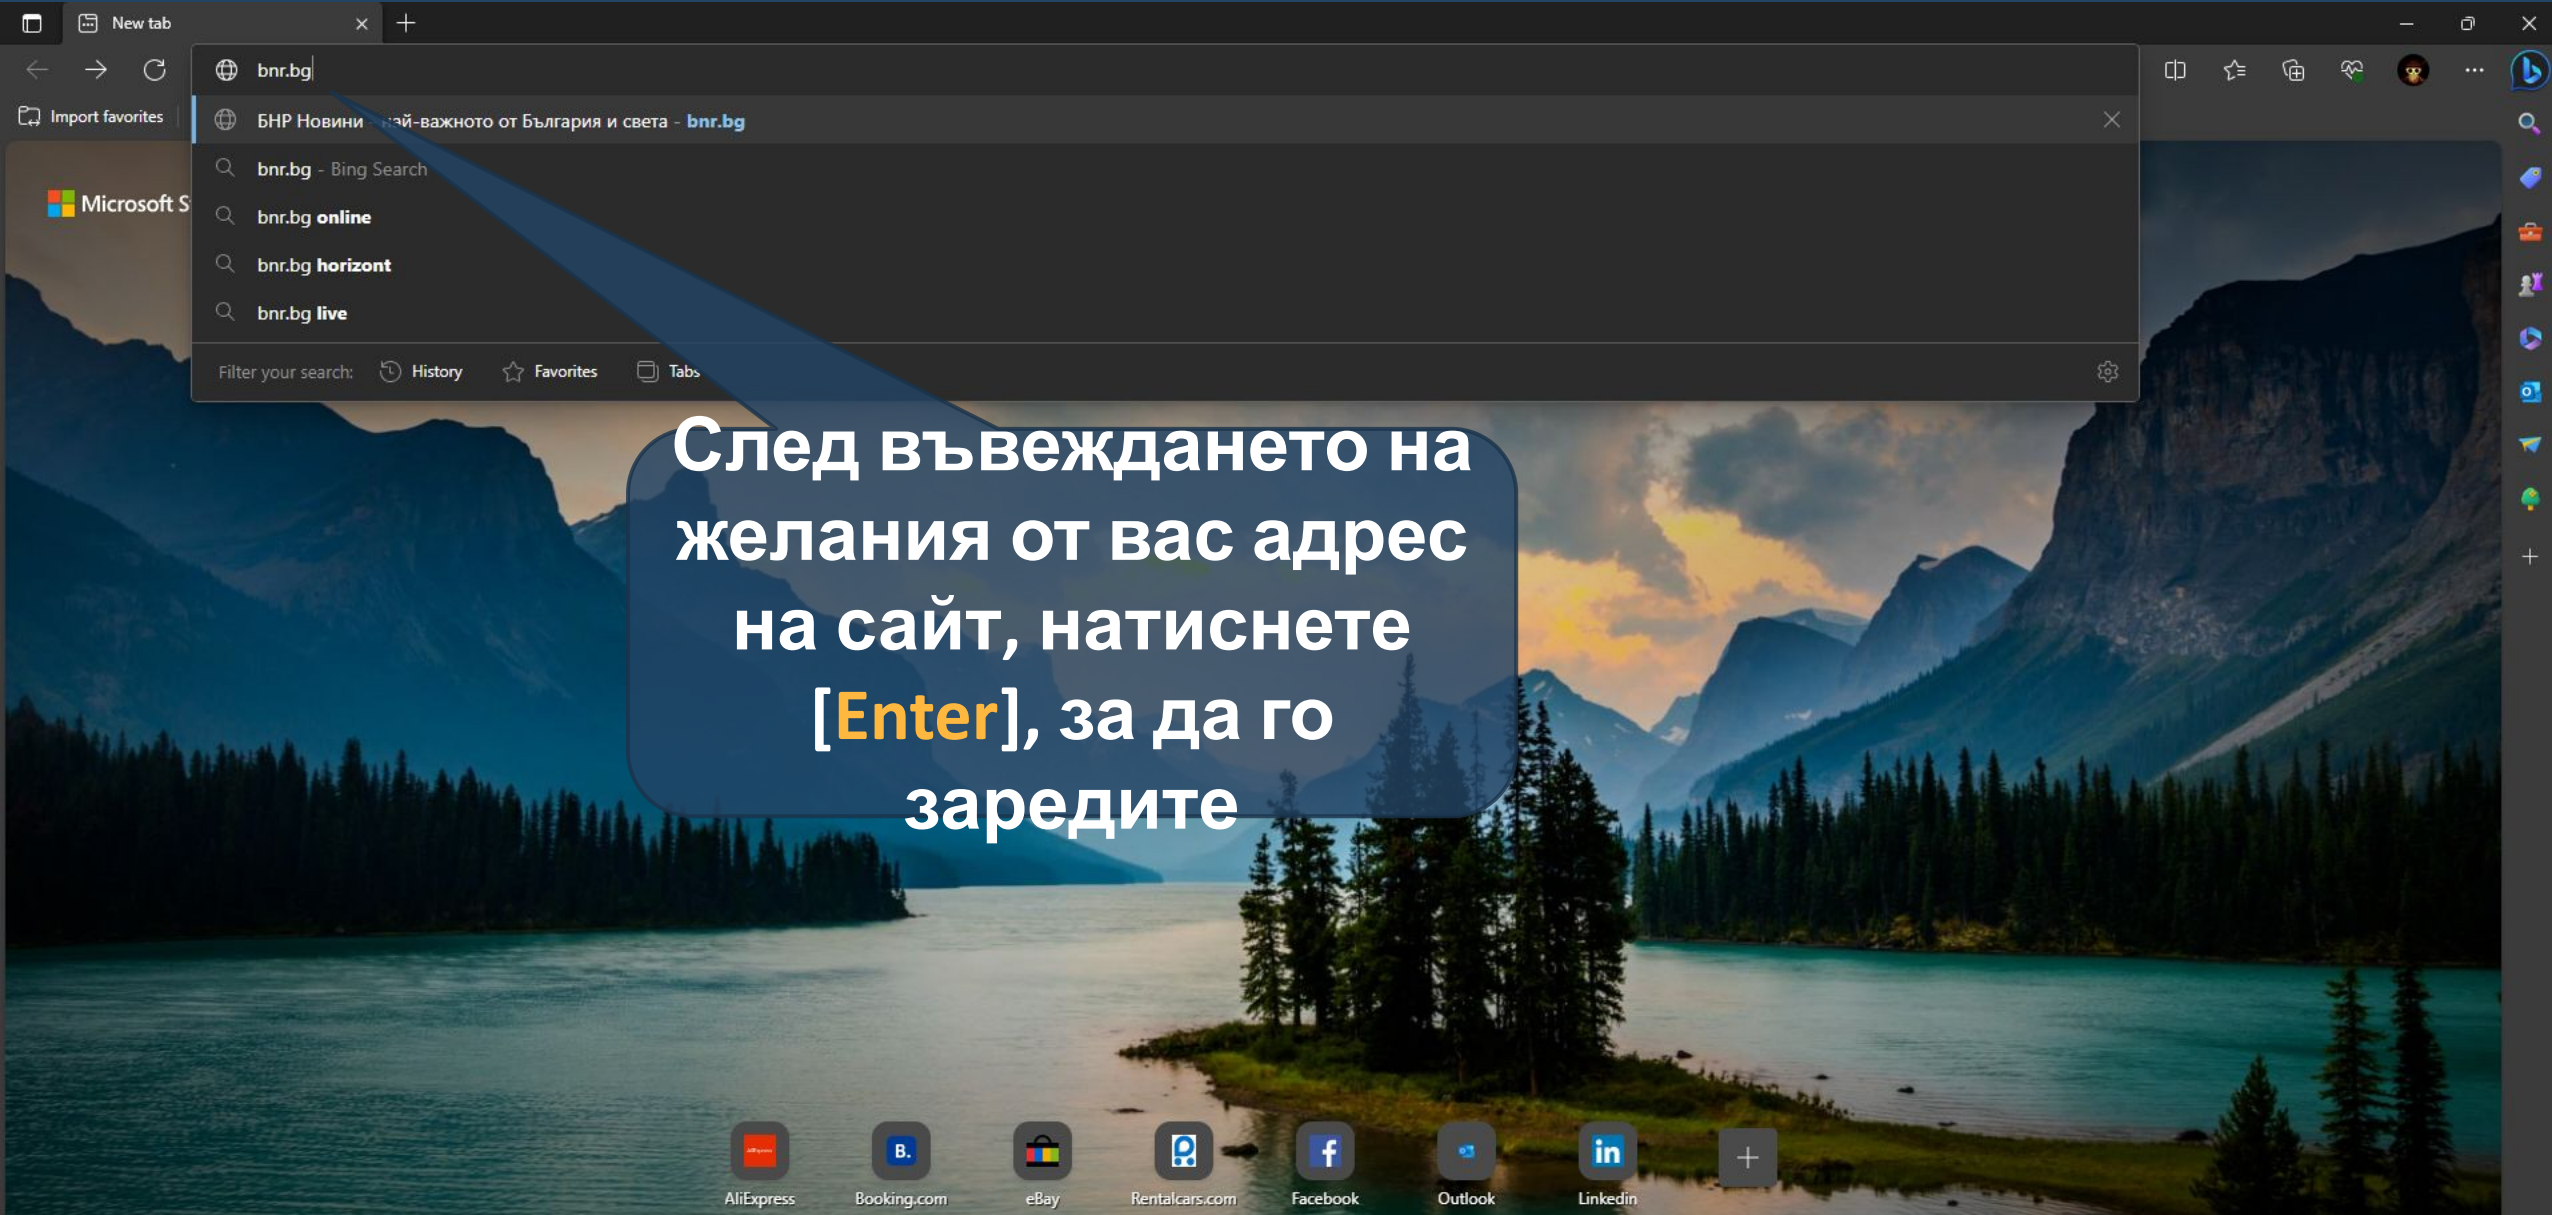 New tab
bnr.bg
Import favorites
БНР Новини - най-важното от България и света - bnr.bg
bnr.bg - Bing Search
Microsoft S
bnr.bg online
bnr.bg horizont
bnr.bg live
Filter your search: History Favorites Tabs
След въвеждането на
желания от вас адрес
на сайт, натиснете
[Enter], за да го
заредите
AliExpress Booking.com eBay Rentalcars.com Facebook Outlook Linkedin